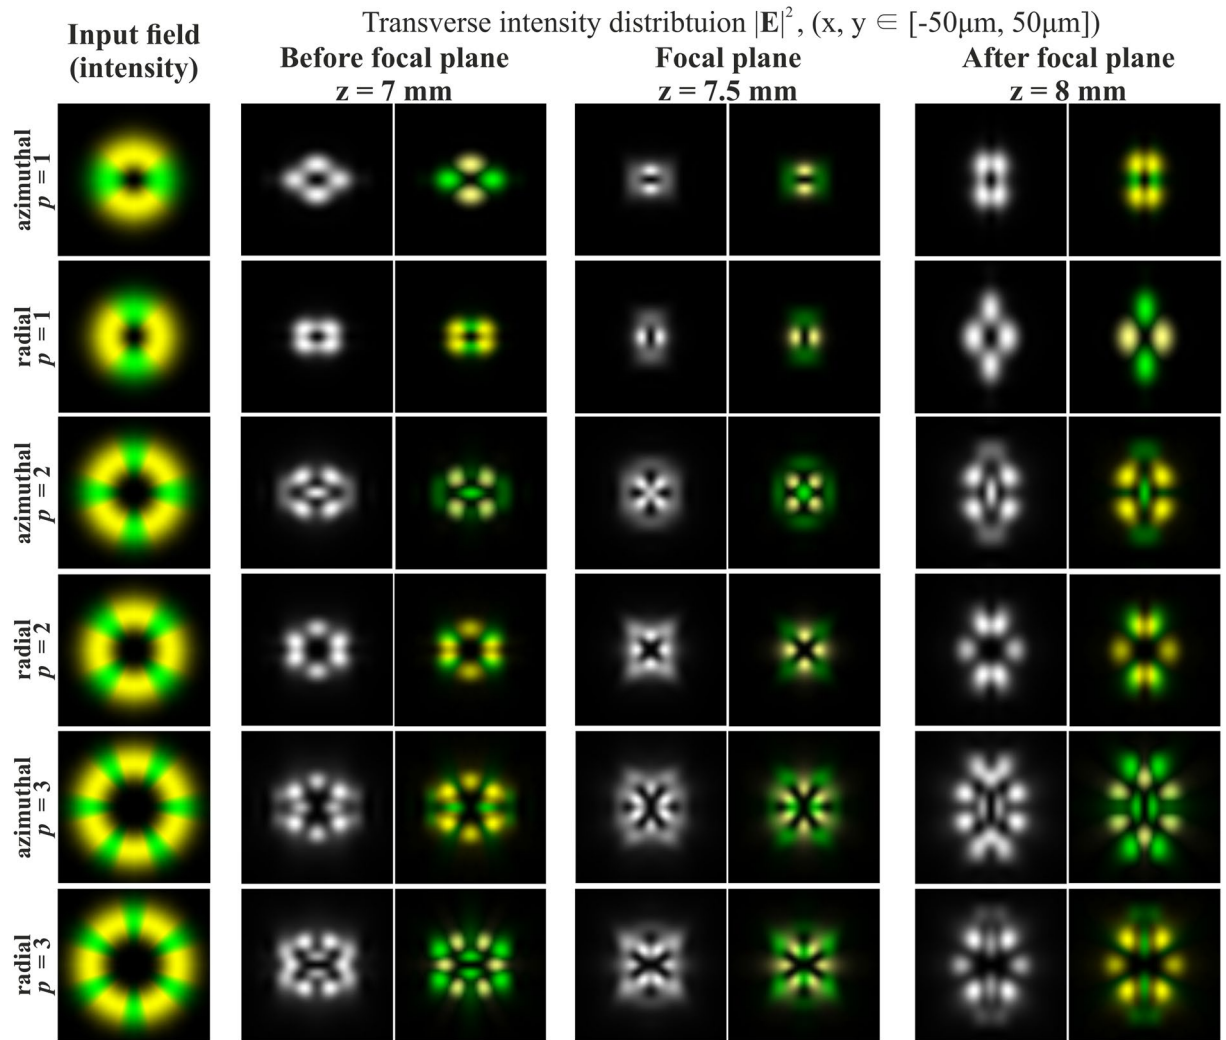 Transverse intensity distribtuion |E|², (x, y ∈ [-50μm, 50μm])
Input field
(intensity)
Before focal plane
z = 7 mm
Focal plane
z = 7.5 mm
After focal plane
z = 8 mm
azimuthal
p = 1
radial
p = 1
azimuthal
p = 2
radial
p = 2
azimuthal
p = 3
radial
p = 3